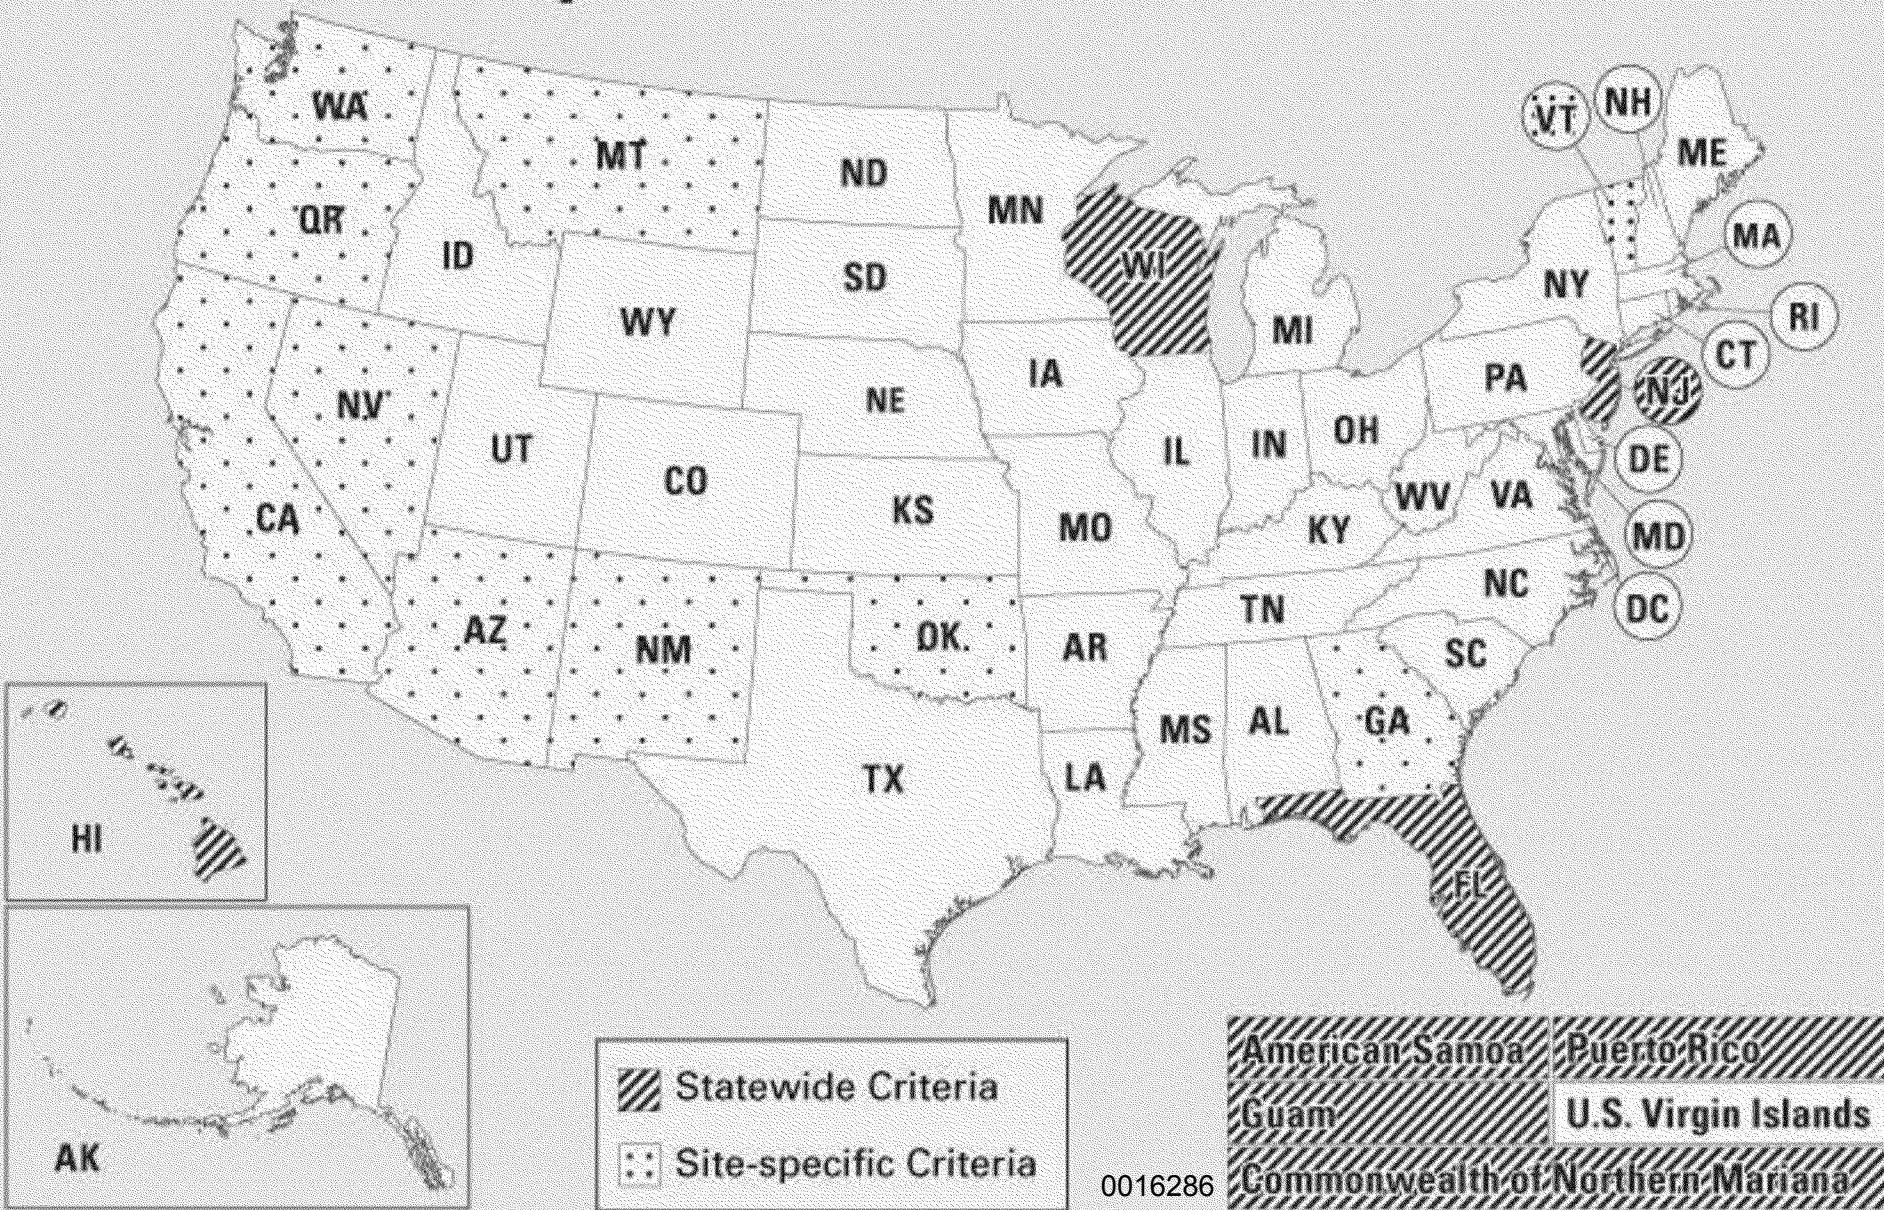 WA
MT
ND
MN
VT
NH
ME
OR
ID
SD
WI
MA
WY
NY
MI
RI
CT
NV
NE
IA
PA
NJ
UT
CO
IL
IN
OH
DE
CA
KS
MO
KY
WV
VA
MD
AZ
NM
OK
AR
TN
NC
DC
SC
MS
AL
GA
TX
LA
HI
FL
AK
Statewide Criteria
Site-specific Criteria
0016286
American Samoa
Puerto Rico
Guam
U.S. Virgin Islands
Commonwealth of Northern Mariana